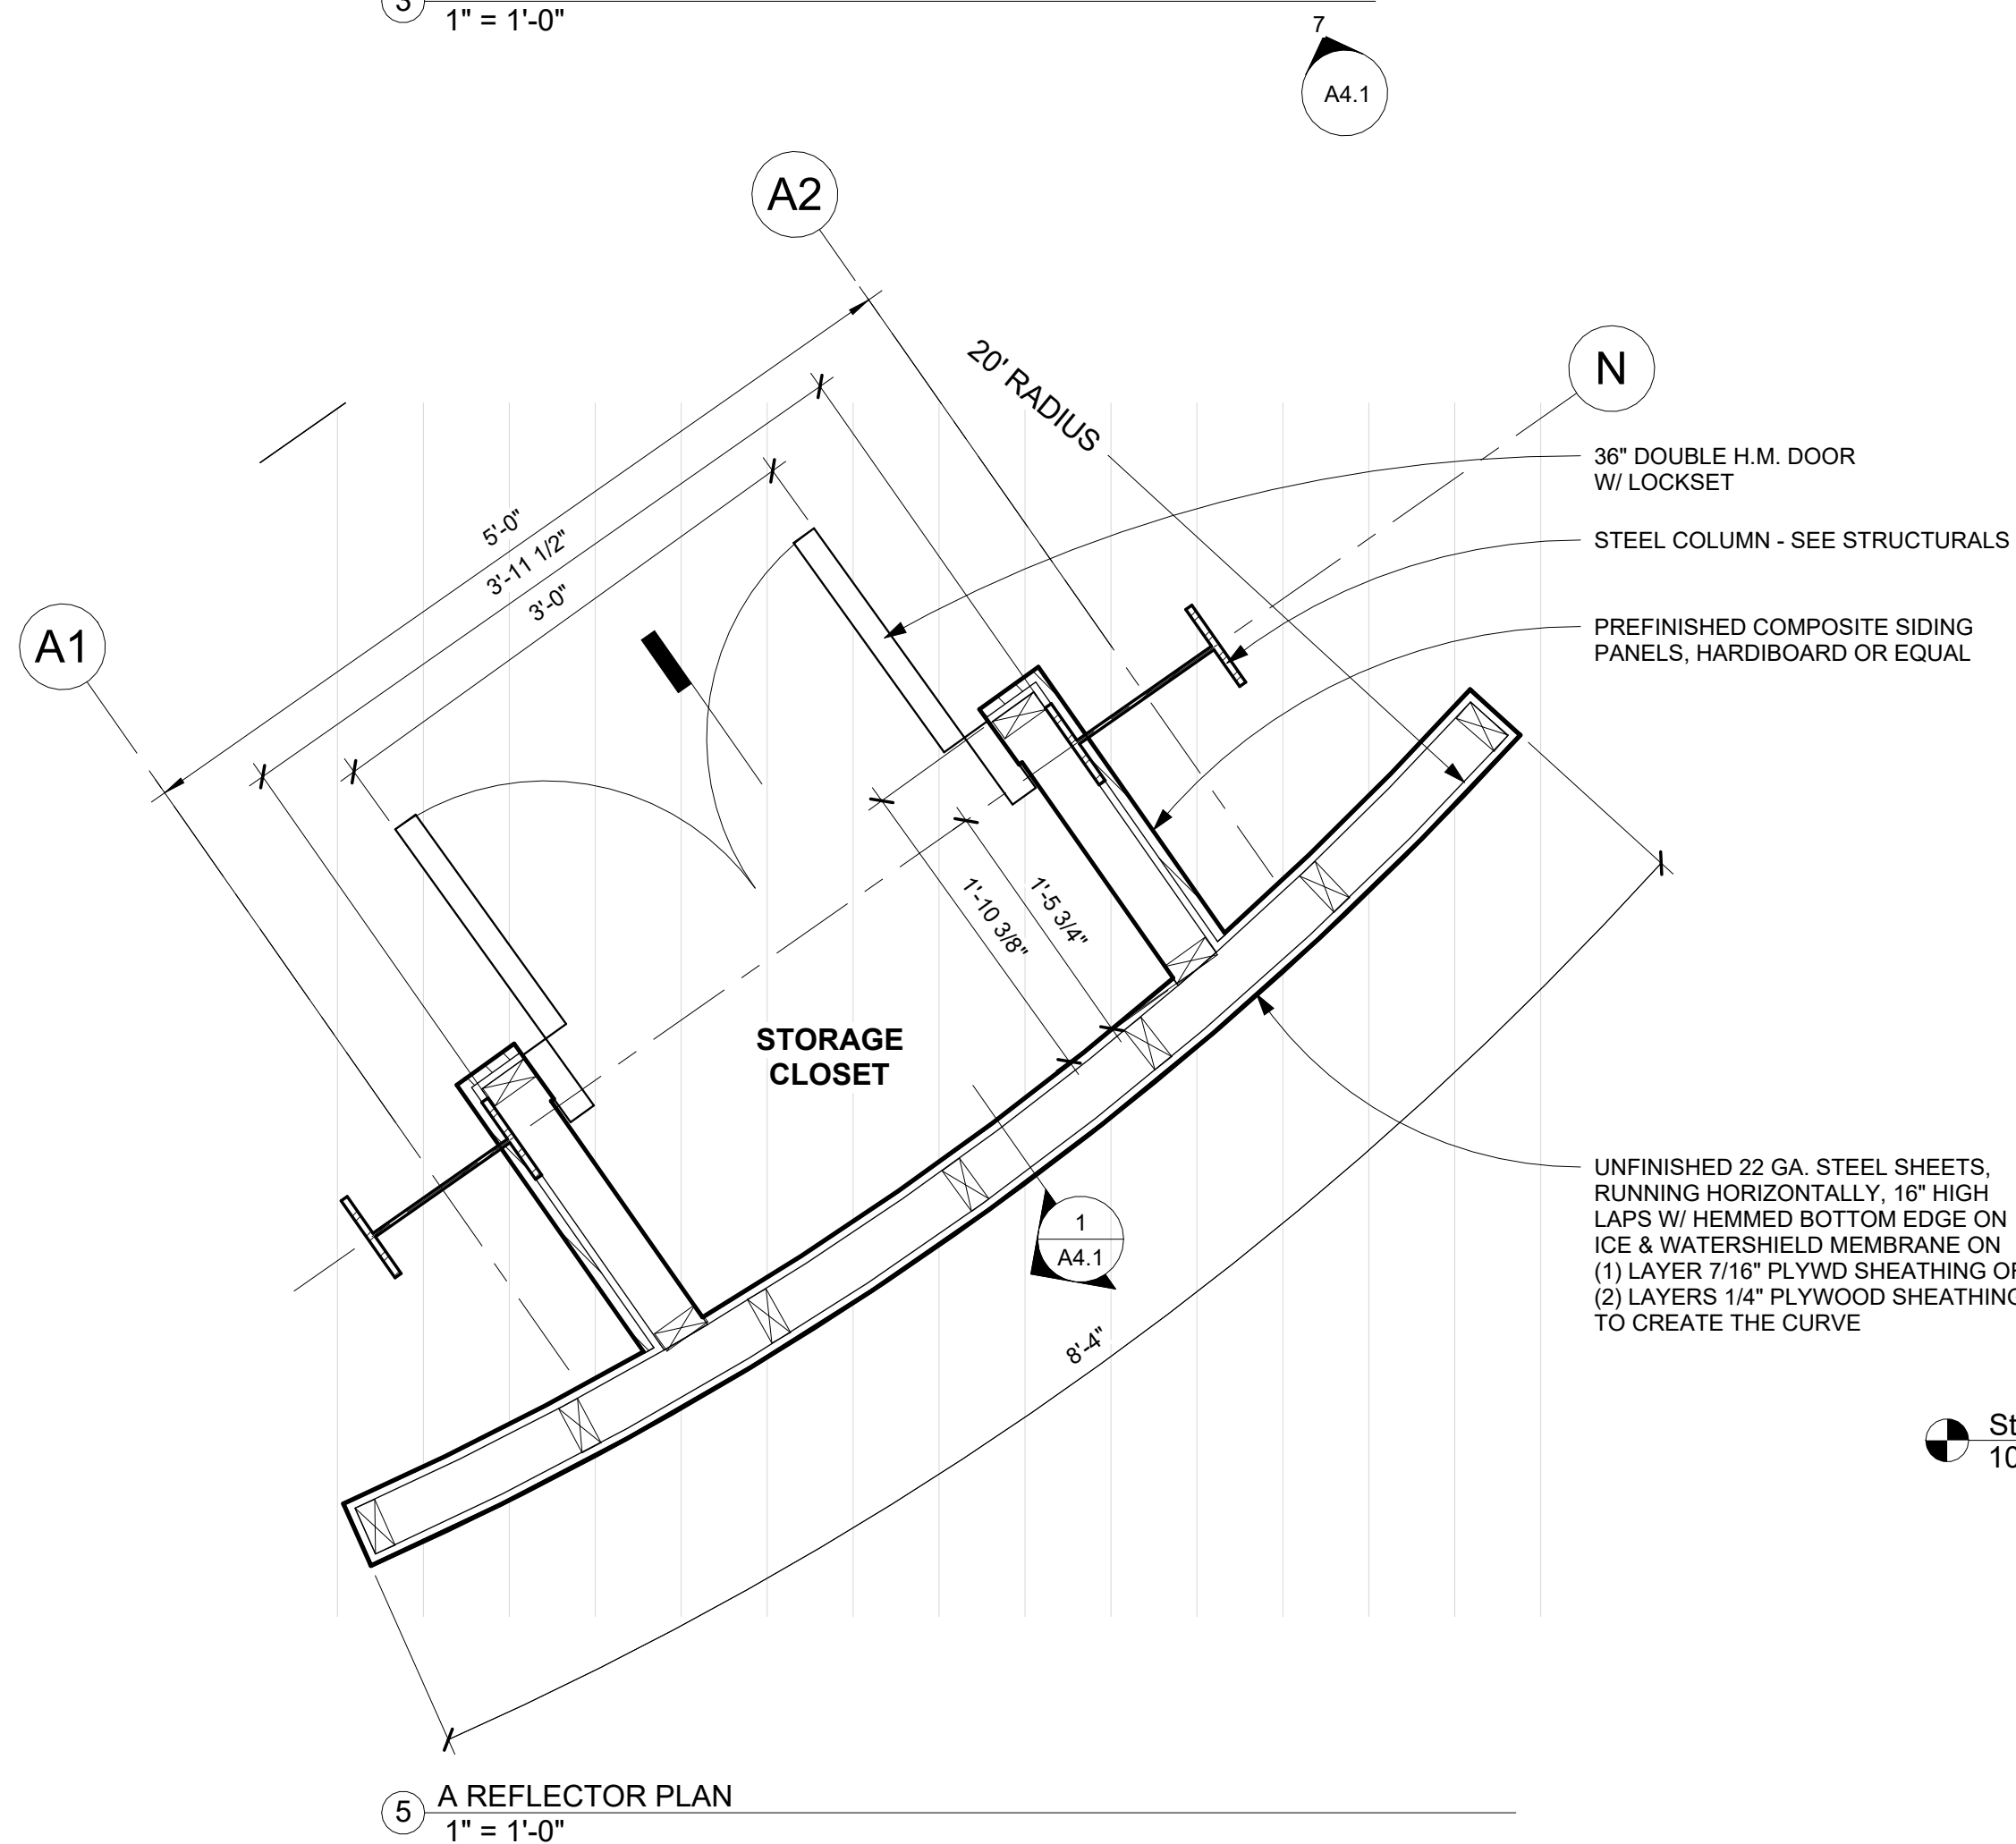 3
1" = 1'-0"
7
A4.1
A2
20' RADIUS
N
36" DOUBLE H.M. DOOR
W/ LOCKSET
STEEL COLUMN - SEE STRUCTURALS
5'-0"
3'-11 1/2"
3'-0"
A1
PREFINISHED COMPOSITE SIDING
PANELS, HARDIBOARD OR EQUAL
1'-10 3/8"
1'-5 3/4"
STORAGE
CLOSET
1
A4.1
UNFINISHED 22 GA. STEEL SHEETS,
RUNNING HORIZONTALLY, 16" HIGH
LAPS W/ HEMMED BOTTOM EDGE ON
ICE & WATERSHIELD MEMBRANE ON
(1) LAYER 7/16" PLYWD SHEATHING
(2) LAYERS 1/4" PLYWOOD
TO CREATE THE CURVE
8'-4"
5
A REFLECTOR PLAN
1" = 1'-0"